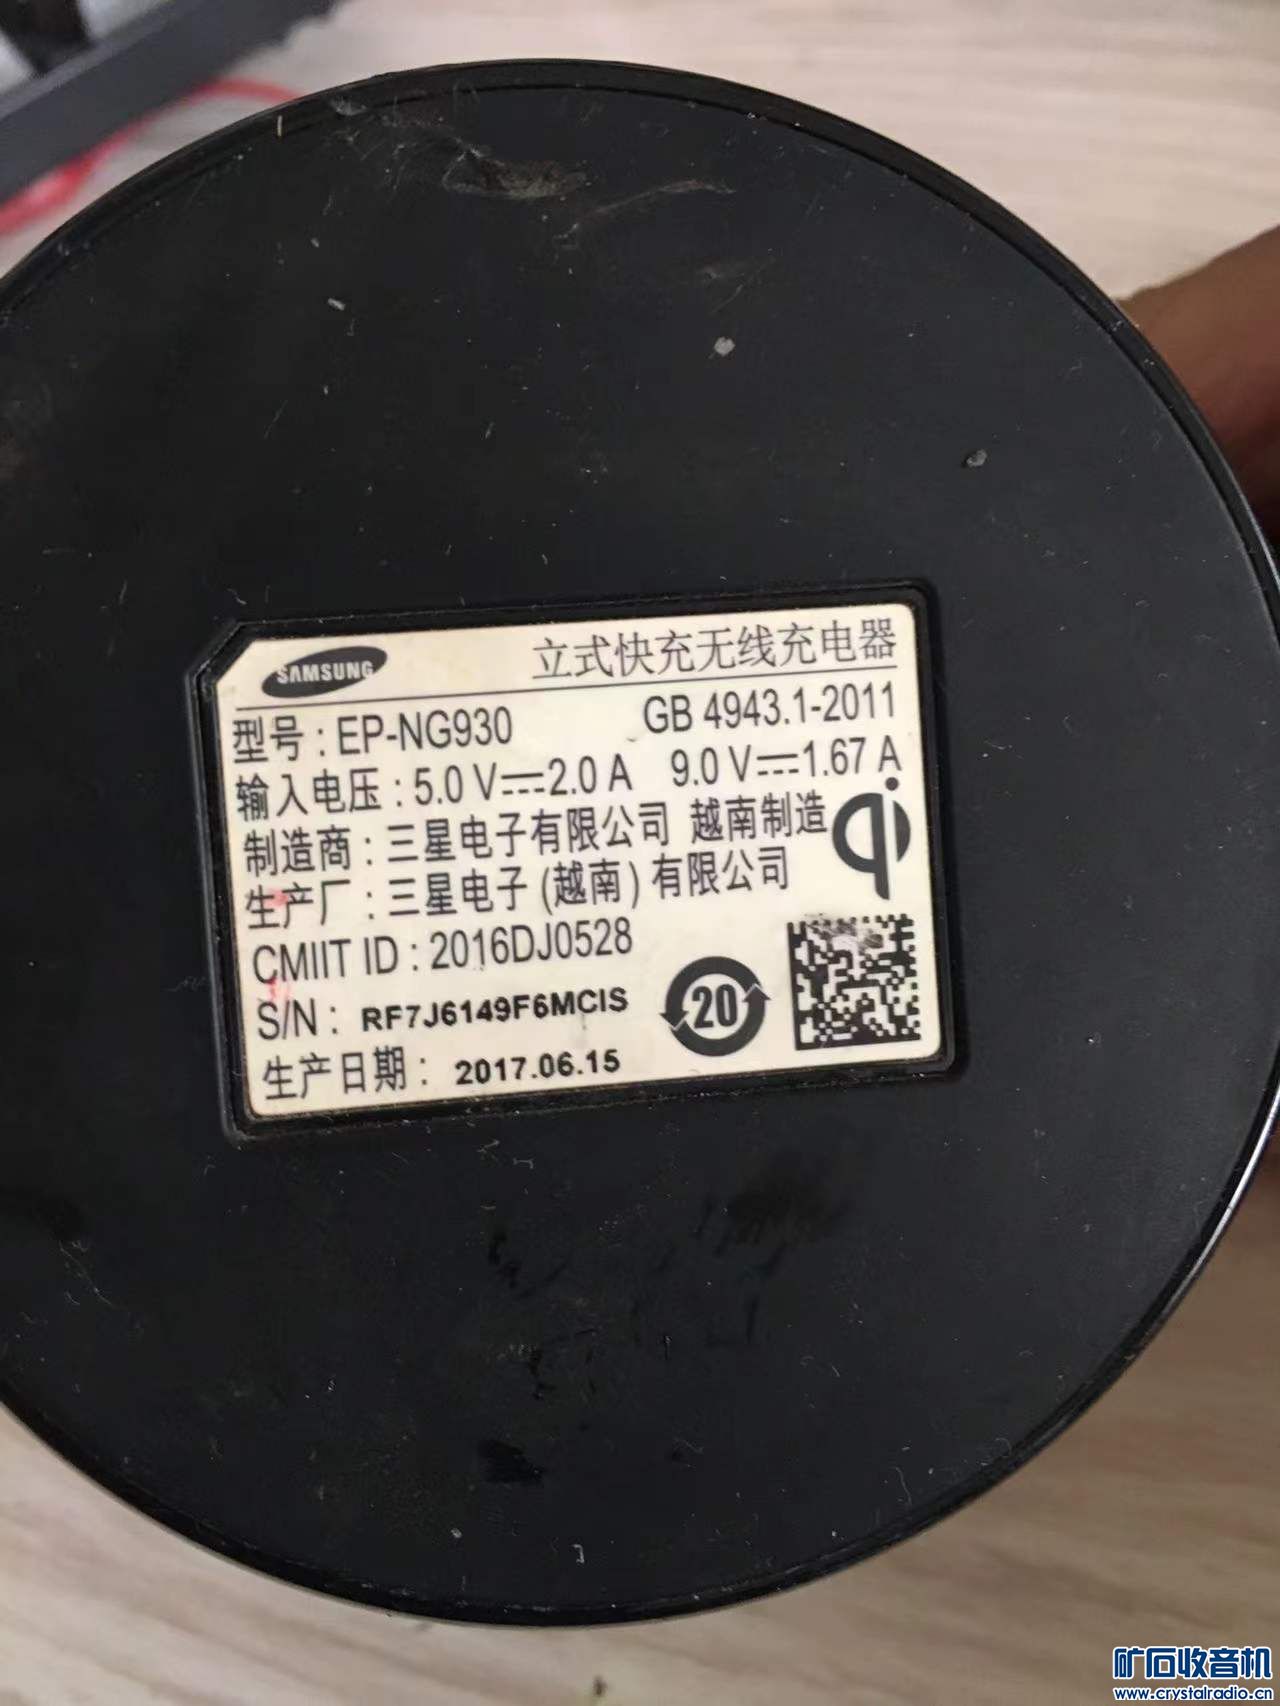 SAMSUNG 立式快充无线充电器
型号：EP-NG930 GB 4943.1-2011
输入电压：5.0 V⎓2.0 A 9.0 V⎓1.67 A
制造商：三星电子有限公司 越南制造
生产厂：三星电子 (越南) 有限公司
qi
CMIIT ID：2016DJ0528
S/N：RF7J6149F6MCIS
20
生产日期：2017.06.15
矿石收音机
www.crystalradio.cn